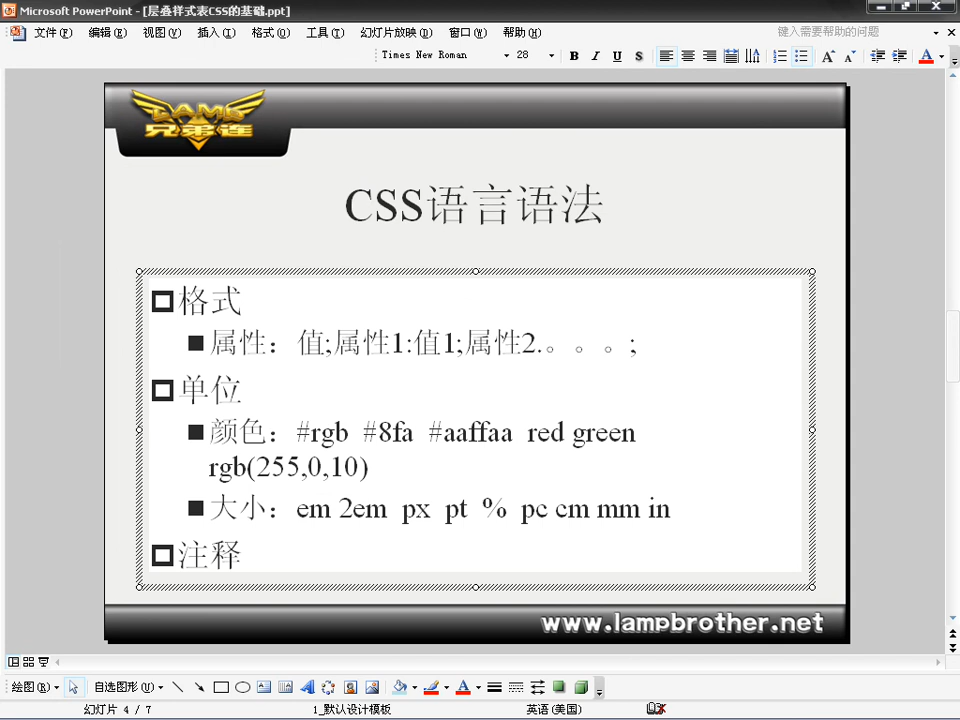 Microsoft PowerPoint - [层叠样式表CSS的基础.ppt]
文件(F) 编辑(E) 视图(V) 插入(I) 格式(O) 工具(T) 幻灯片放映(D) 窗口(W) 帮助(H) 键入需要帮助的问题
Times New Roman 28 B I U S A A A
LAMP
兄弟连
CSS语言语法
格式
属性：值;属性1:值1;属性2.。。。;
单位
颜色：#rgb #8fa #aaffaa red green
rgb(255,0,10)
大小：em 2em px pt % pc cm mm in
注释
www.lampbrother.net
绘图(R) 自选图形(U) A A
幻灯片 4 / 7 1_默认设计模板 英语(美国)